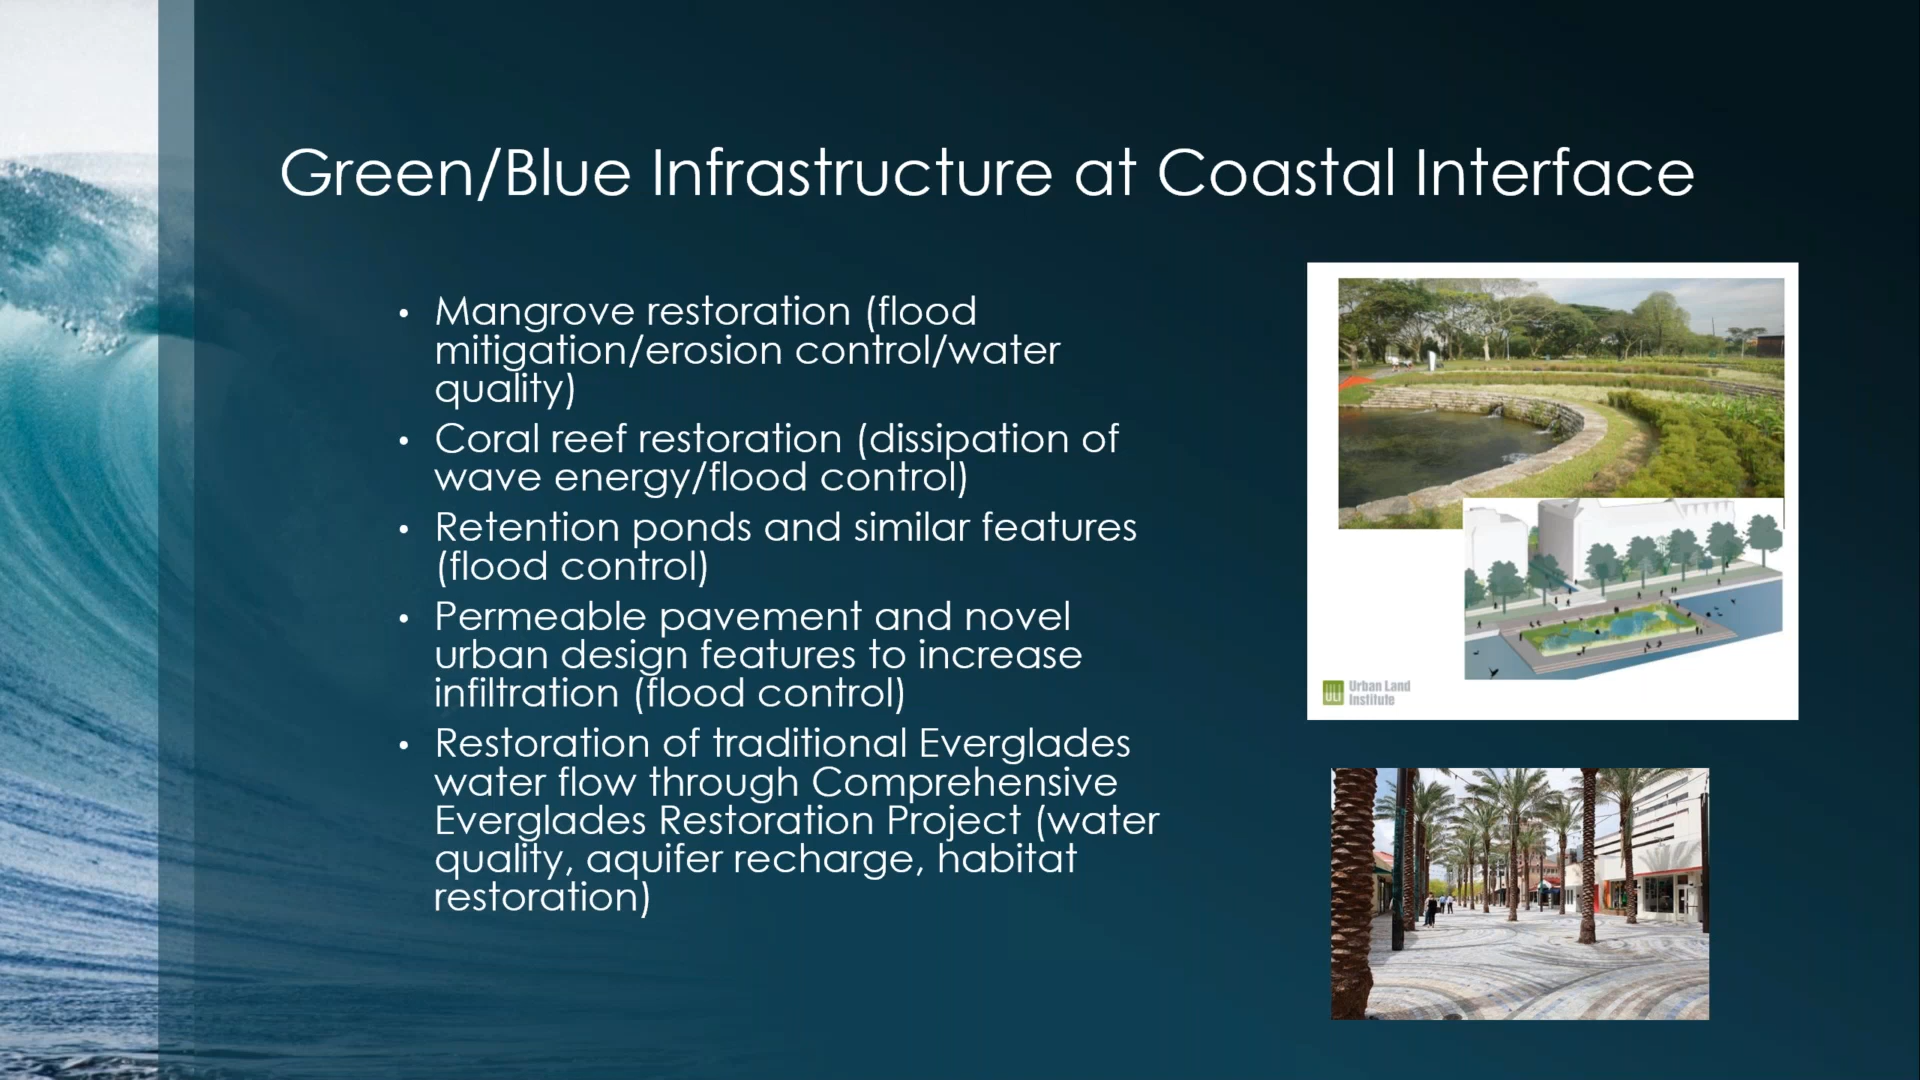 Green/Blue Infrastructure at Coastal Interface
• Mangrove restoration (flood
mitigation/erosion control/water
quality)
• Coral reef restoration (dissipation of
wave energy/flood control)
• Retention ponds and similar features
(flood control)
• Permeable pavement and novel
urban design features to increase
infiltration (flood control)
• Restoration of traditional Everglades
water flow through Comprehensive
Everglades Restoration Project (water
quality, aquifer recharge, habitat
restoration)
ULI Urban Land
Institute